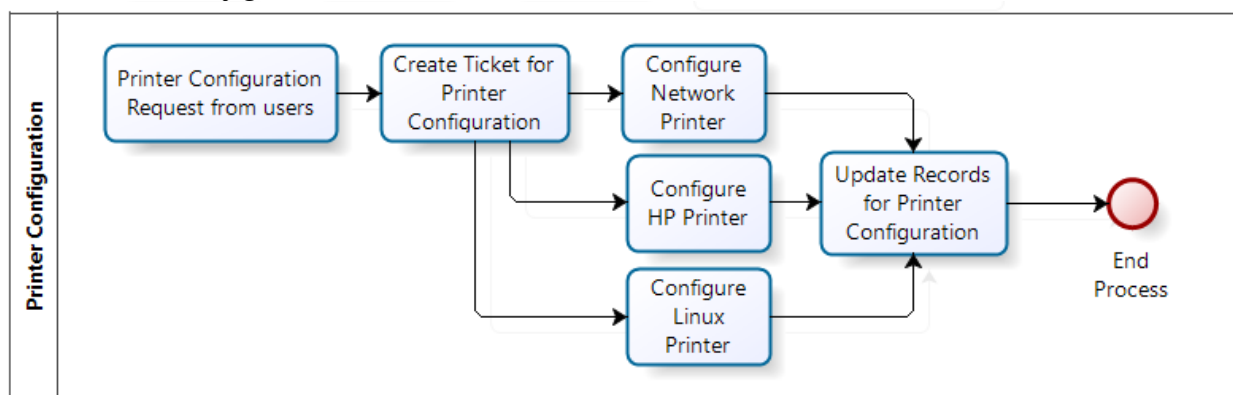 Printer Configuration
Printer Configuration
Request from users
Create Ticket for
Printer
Configuration
Configure
Network
Printer
Configure
HP Printer
Configure
Linux
Printer
Update Records
for Printer
Configuration
End
Process